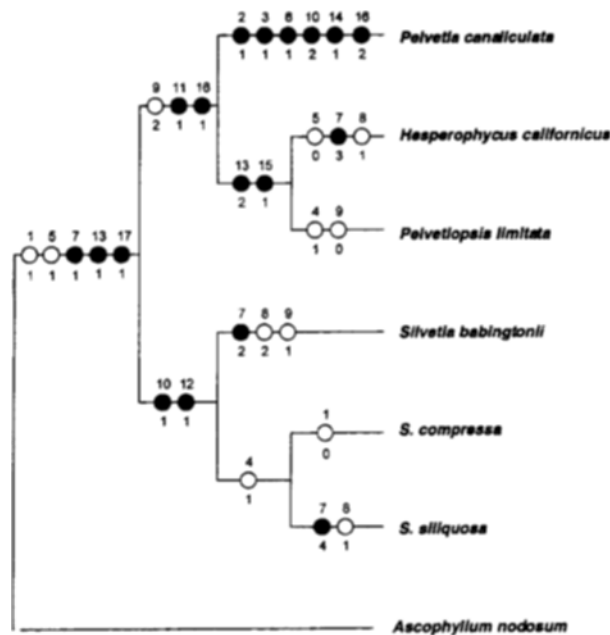 2 3 6 10 14 16
1 1 1 2 1 2
Pelvetia canaliculata
9 11 16
2 1 1
5 7 8
0 3 1
Hesperophycus californicus
13 15
2 1
4 9
1 0
Pelvetiopsis limitata
1 5 7 13 17
1 1 1 1 1
7 8 9
2 2 1
Silvetia babingtonii
10 12
1 1
1
0
S. compressa
4
1
7 8
4 1
S. siliquosa
Ascophyllum nodosum